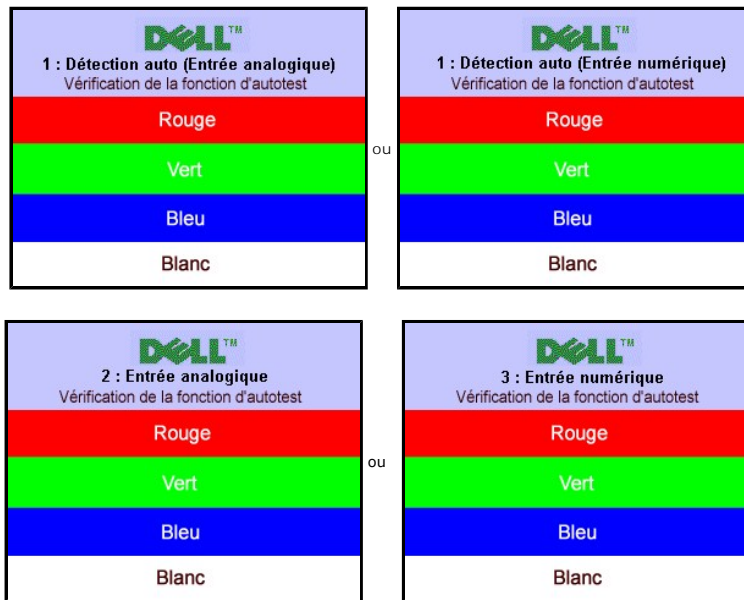 DELL™
1 : Détection auto (Entrée analogique)
Vérification de la fonction d'autotest
Rouge
Vert
Bleu
Blanc
ou
DELL™
1 : Détection auto (Entrée numérique)
Vérification de la fonction d'autotest
Rouge
Vert
Bleu
Blanc
DELL™
2 : Entrée analogique
Vérification de la fonction d'autotest
Rouge
Vert
Bleu
Blanc
ou
DELL™
3 : Entrée numérique
Vérification de la fonction d'autotest
Rouge
Vert
Bleu
Blanc